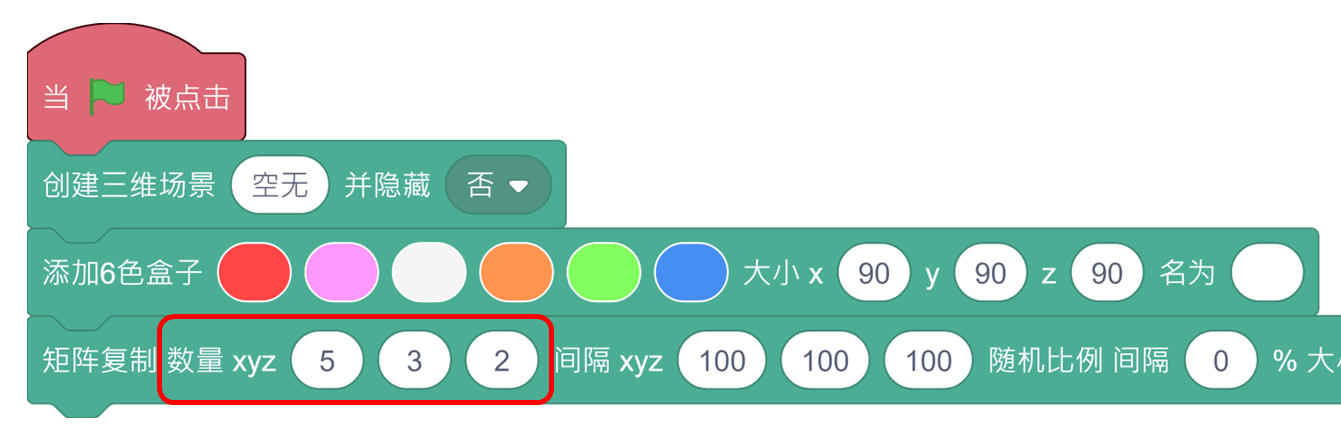 当 被点击
创建三维场景 空无 并隐藏 否
添加6色盒子 大小 x 90 y 90 z 90 名为
矩阵复制 数量 xyz 5 3 2 间隔 xyz 100 100 100 随机比例 间隔 0 % 大